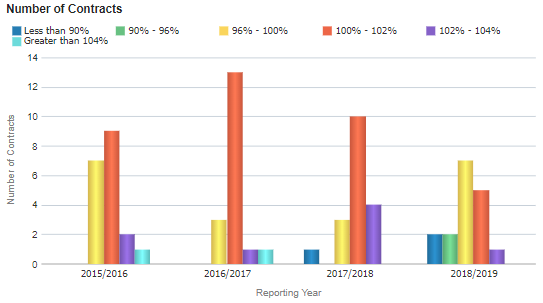 Number of Contracts
Less than 90% 90% - 96% 96% - 100% 100% - 102% 102% - 104%
Greater than 104%
14
12
10
8
6
4
2
0
Number of Contracts
2015/2016 2016/2017 2017/2018 2018/2019
Reporting Year